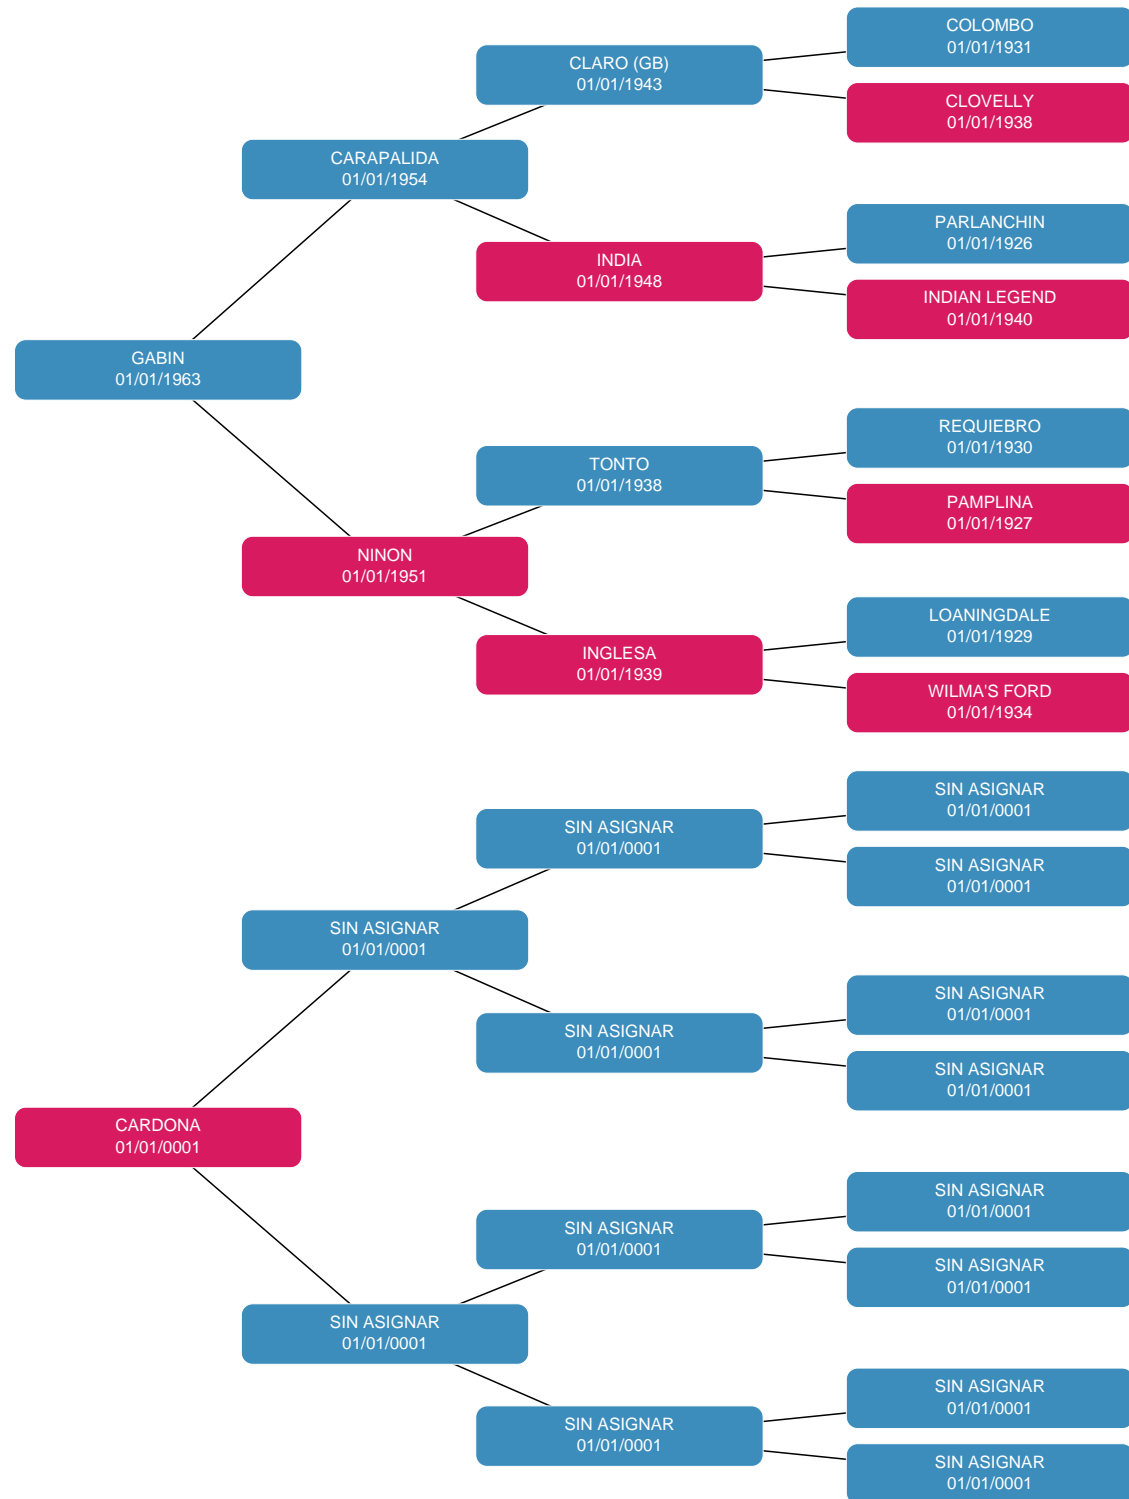 COLOMBO
01/01/1931
CLARO (GB)
01/01/1943
CLOVELLY
01/01/1938
CARAPALIDA
01/01/1954
PARLANCHIN
01/01/1926
INDIA
01/01/1948
INDIAN LEGEND
01/01/1940
GABIN
01/01/1963
REQUIEBRO
01/01/1930
TONTO
01/01/1938
PAMPLINA
01/01/1927
NINON
01/01/1951
LOANINGDALE
01/01/1929
INGLESA
01/01/1939
WILMA'S FORD
01/01/1934
SIN ASIGNAR
01/01/0001
SIN ASIGNAR
01/01/0001
SIN ASIGNAR
01/01/0001
SIN ASIGNAR
01/01/0001
SIN ASIGNAR
01/01/0001
SIN ASIGNAR
01/01/0001
SIN ASIGNAR
01/01/0001
CARDONA
01/01/0001
SIN ASIGNAR
01/01/0001
SIN ASIGNAR
01/01/0001
SIN ASIGNAR
01/01/0001
SIN ASIGNAR
01/01/0001
SIN ASIGNAR
01/01/0001
SIN ASIGNAR
01/01/0001
SIN ASIGNAR
01/01/0001